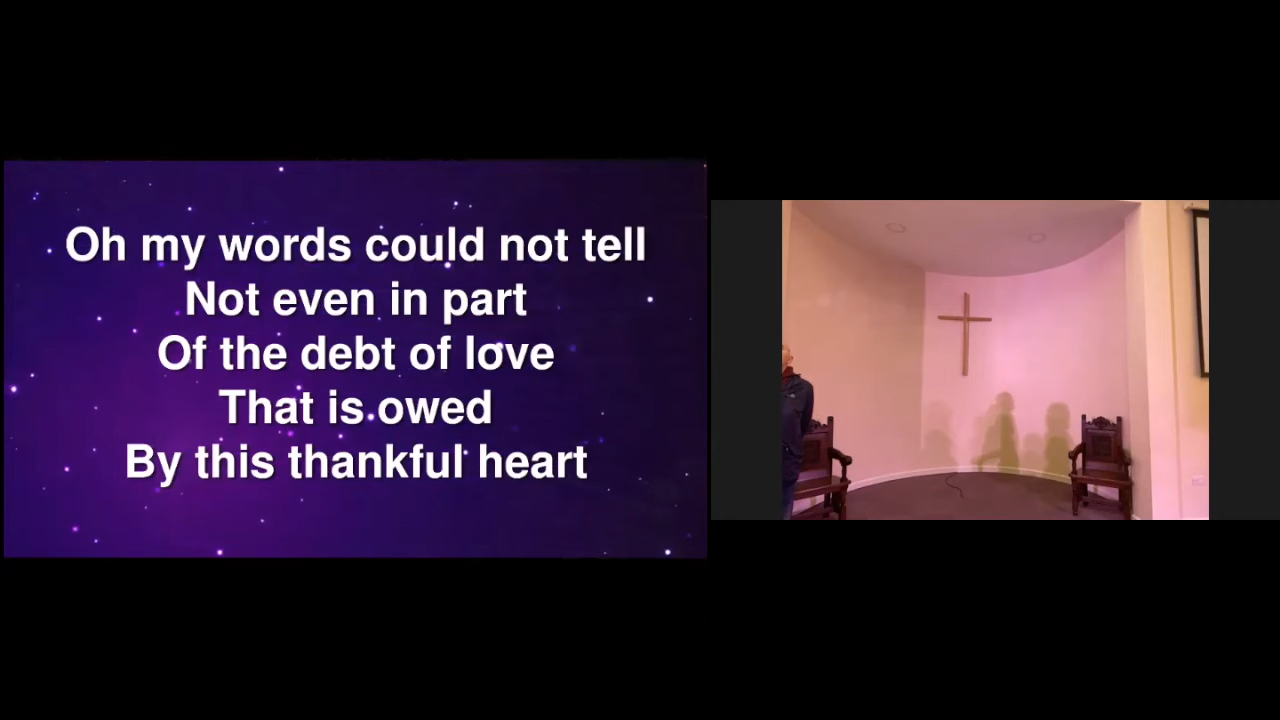 Oh my words could not tell
Not even in part
Of the debt of love
That is owed
By this thankful heart